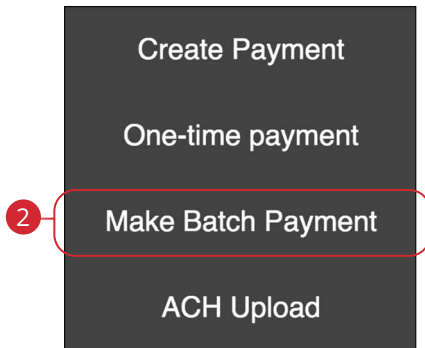 Create Payment
One-time payment
2 Make Batch Payment
ACH Upload